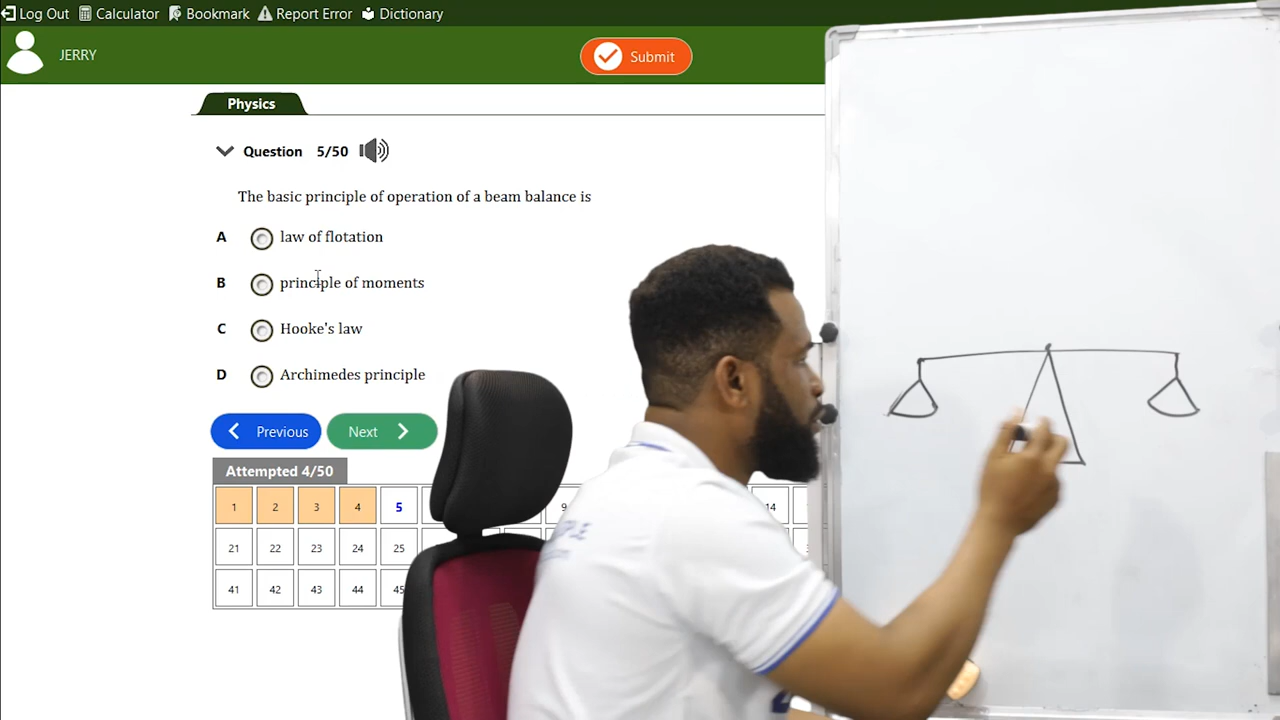 Log Out Calculator Bookmark Report Error Dictionary
JERRY
Submit
Physics
Question 5/50
The basic principle of operation of a beam balance is
A law of flotation
B principle of moments
C Hooke's law
D Archimedes principle
Previous Next
Attempted 4/50
1 2 3 4 5 9 14
21 22 23 24 25
41 42 43 44 45